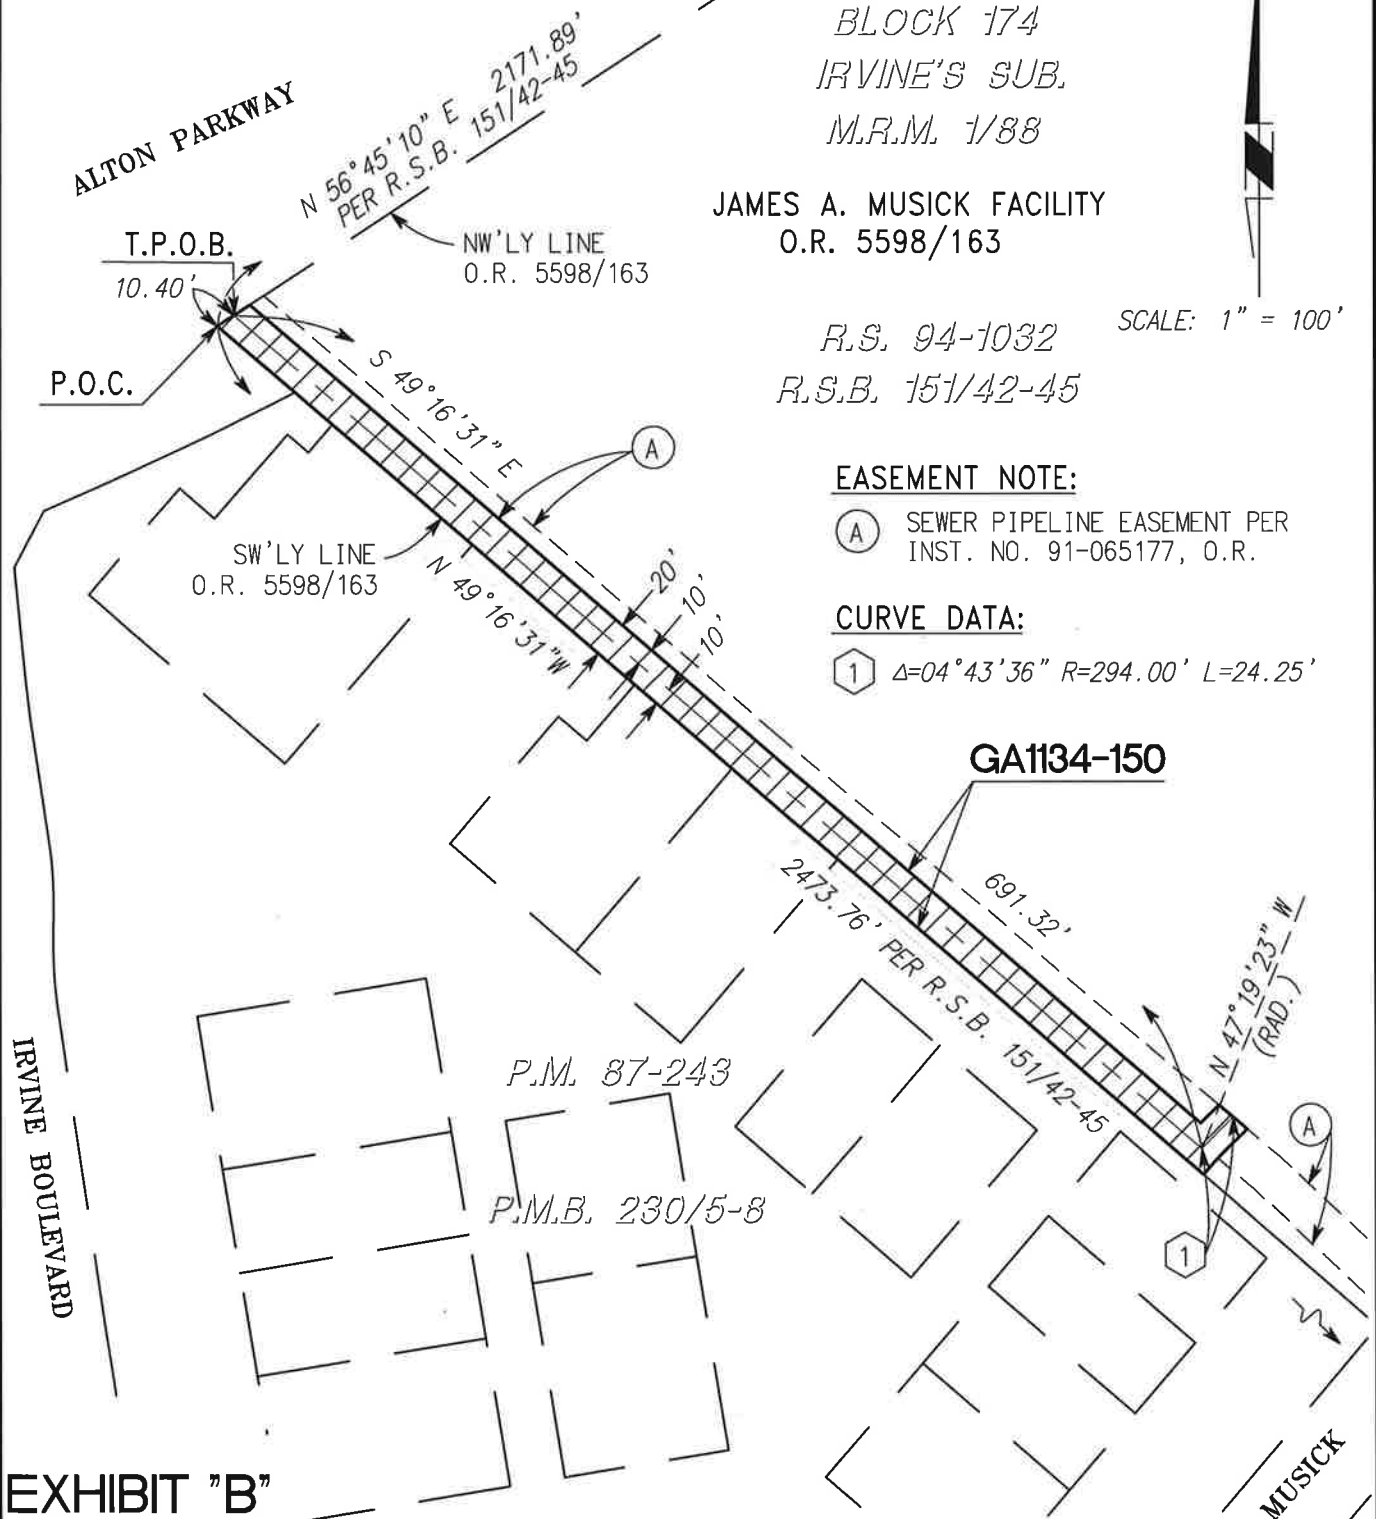 BLOCK 174
IRVINE'S SUB.
M.R.M. 1/88
ALTON PARKWAY
N 56°45'10" E 2171.89'
PER R.S.B. 151/42-45
JAMES A. MUSICK FACILITY
O.R. 5598/163
T.P.O.B.
10.40'
NW'LY LINE
O.R. 5598/163
SCALE: 1" = 100'
R.S. 94-1032
R.S.B. 151/42-45
P.O.C.
S 49°16'31" E
A
EASEMENT NOTE:
A SEWER PIPELINE EASEMENT PER
INST. NO. 91-065177, O.R.
SW'LY LINE
O.R. 5598/163
N 49°16'31"W
20'
10'
10'
CURVE DATA:
1 Δ=04°43'36" R=294.00' L=24.25'
GA1134-150
691.32'
2473.76' PER R.S.B. 151/42-45
N 47°19'23" W
(RAD.)
P.M. 87-243
P.M.B. 230/5-8
A
1
IRVINE BOULEVARD
MUSICK
EXHIBIT "B"